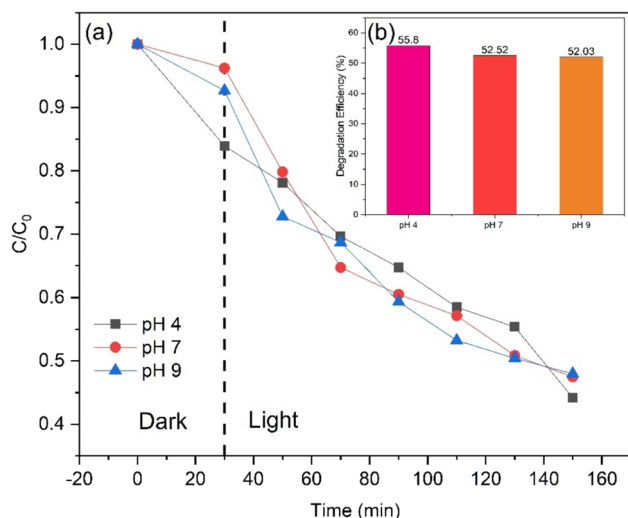 (a)
(b)
1.0
0.9
0.8
0.7
0.6
0.5
0.4
C/C₀
-20 0 20 40 60 80 100 120 140 160
Time (min)
pH 4
pH 7
pH 9
Dark
Light
60
50
40
30
20
10
0
Degradation Efficiency (%)
55.8
52.52
52.03
pH 4 pH 7 pH 9